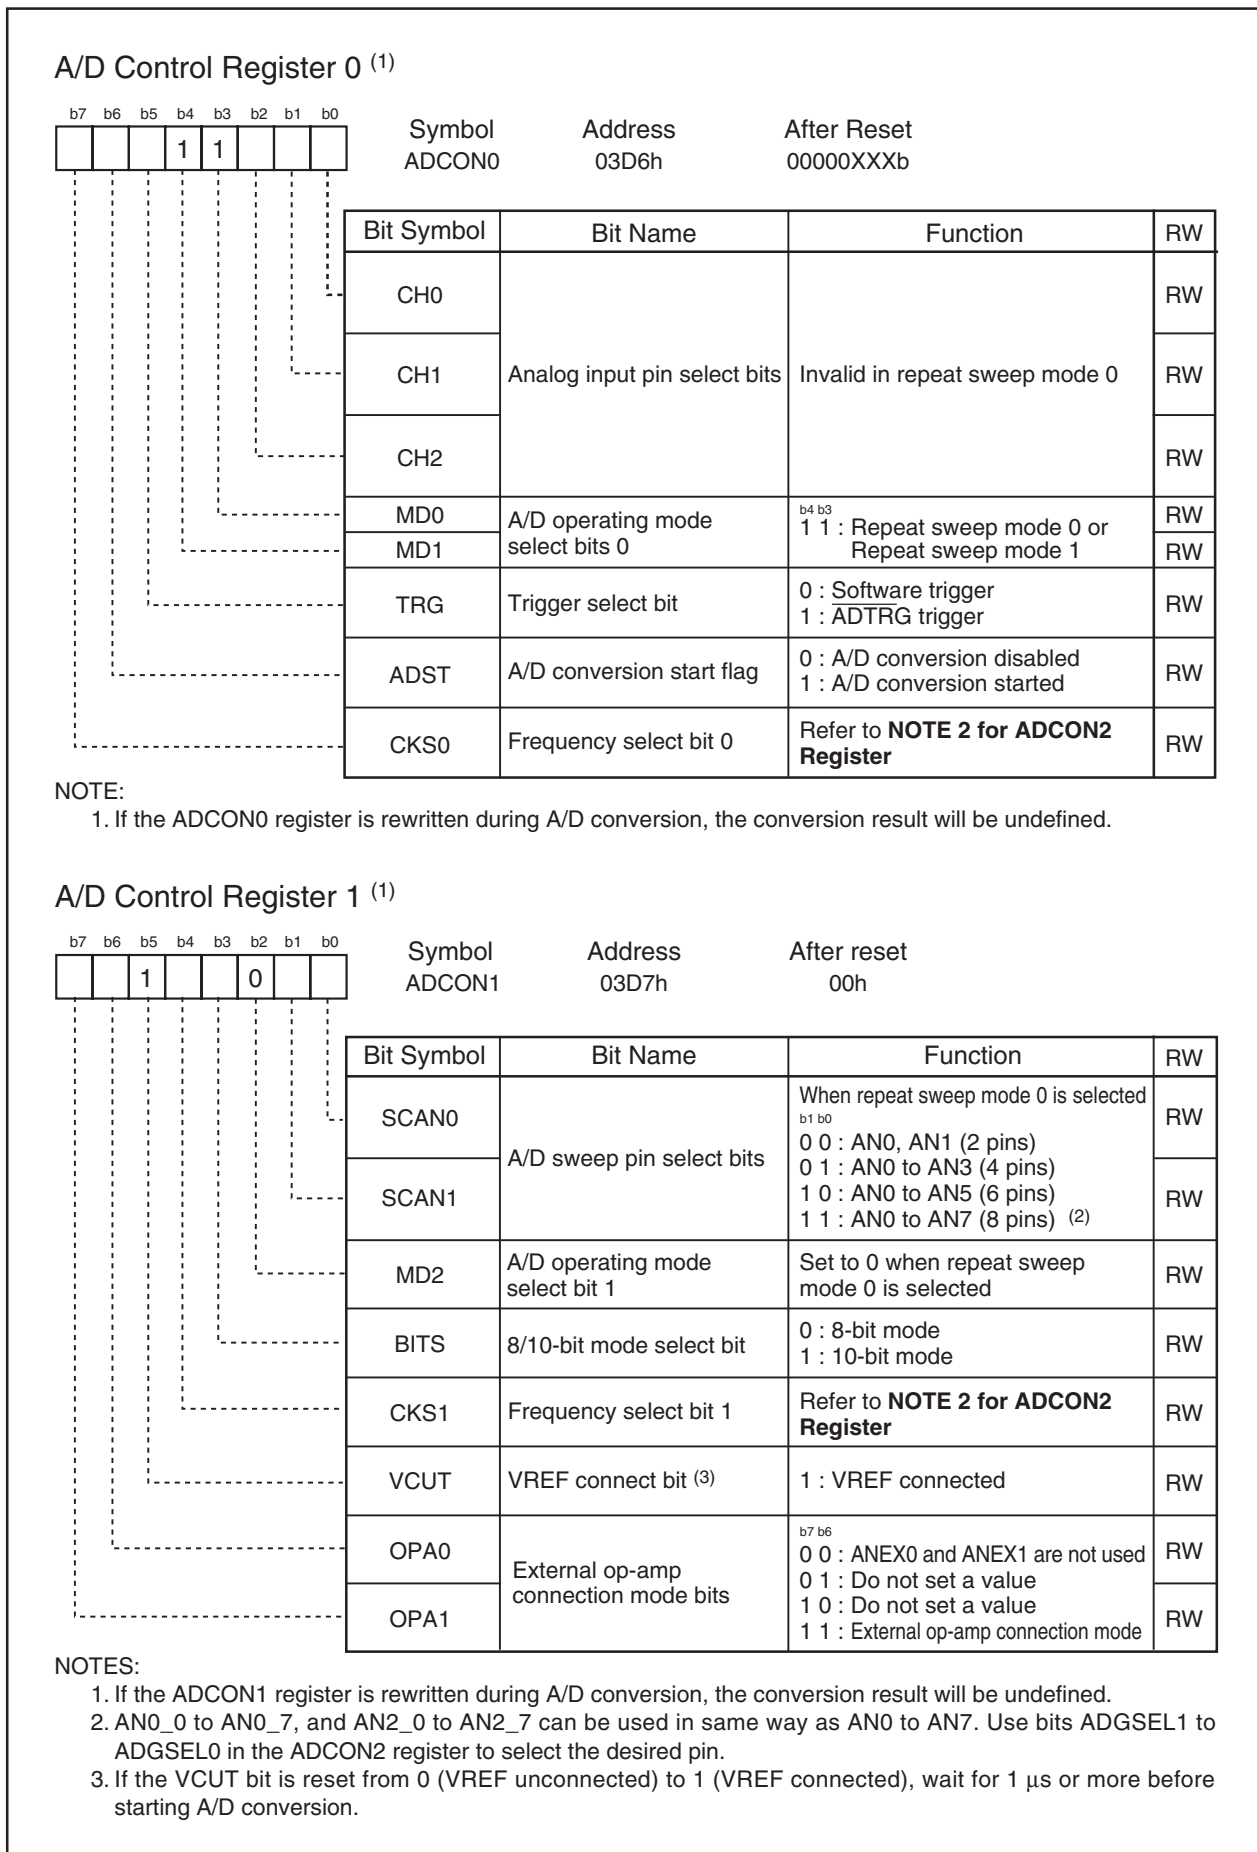 A/D Control Register 0 (1)
b7 b6 b5 b4 b3 b2 b1 b0
1 1
Symbol Address After Reset
ADCON0 03D6h 00000XXXb
Bit Symbol Bit Name Function RW
CH0 RW
CH1 Analog input pin select bits Invalid in repeat sweep mode 0 RW
CH2 RW
MD0 A/D operating mode b4 b3 RW
MD1 select bits 0 1 1 : Repeat sweep mode 0 or RW
Repeat sweep mode 1
TRG Trigger select bit 0 : Software trigger RW
1 : ADTRG trigger
ADST A/D conversion start flag 0 : A/D conversion disabled RW
1 : A/D conversion started
CKS0 Frequency select bit 0 Refer to NOTE 2 for ADCON2 RW
Register
NOTE:
1. If the ADCON0 register is rewritten during A/D conversion, the conversion result will be undefined.
A/D Control Register 1 (1)
b7 b6 b5 b4 b3 b2 b1 b0
1 0
Symbol Address After reset
ADCON1 03D7h 00h
Bit Symbol Bit Name Function RW
When repeat sweep mode 0 is selected
SCAN0 b1 b0 RW
0 0 : AN0, AN1 (2 pins)
A/D sweep pin select bits 0 1 : AN0 to AN3 (4 pins)
SCAN1 1 0 : AN0 to AN5 (6 pins) RW
1 1 : AN0 to AN7 (8 pins) (2)
MD2 A/D operating mode Set to 0 when repeat sweep RW
select bit 1 mode 0 is selected
BITS 8/10-bit mode select bit 0 : 8-bit mode RW
1 : 10-bit mode
CKS1 Frequency select bit 1 Refer to NOTE 2 for ADCON2 RW
Register
VCUT VREF connect bit (3) 1 : VREF connected RW
b7 b6
OPA0 0 0 : ANEX0 and ANEX1 are not used RW
External op-amp 0 1 : Do not set a value
connection mode bits 1 0 : Do not set a value
OPA1 1 1 : External op-amp connection mode RW
NOTES:
1. If the ADCON1 register is rewritten during A/D conversion, the conversion result will be undefined.
2. AN0_0 to AN0_7, and AN2_0 to AN2_7 can be used in same way as AN0 to AN7. Use bits ADGSEL1 to
ADGSEL0 in the ADCON2 register to select the desired pin.
3. If the VCUT bit is reset from 0 (VREF unconnected) to 1 (VREF connected), wait for 1 µs or more before
starting A/D conversion.